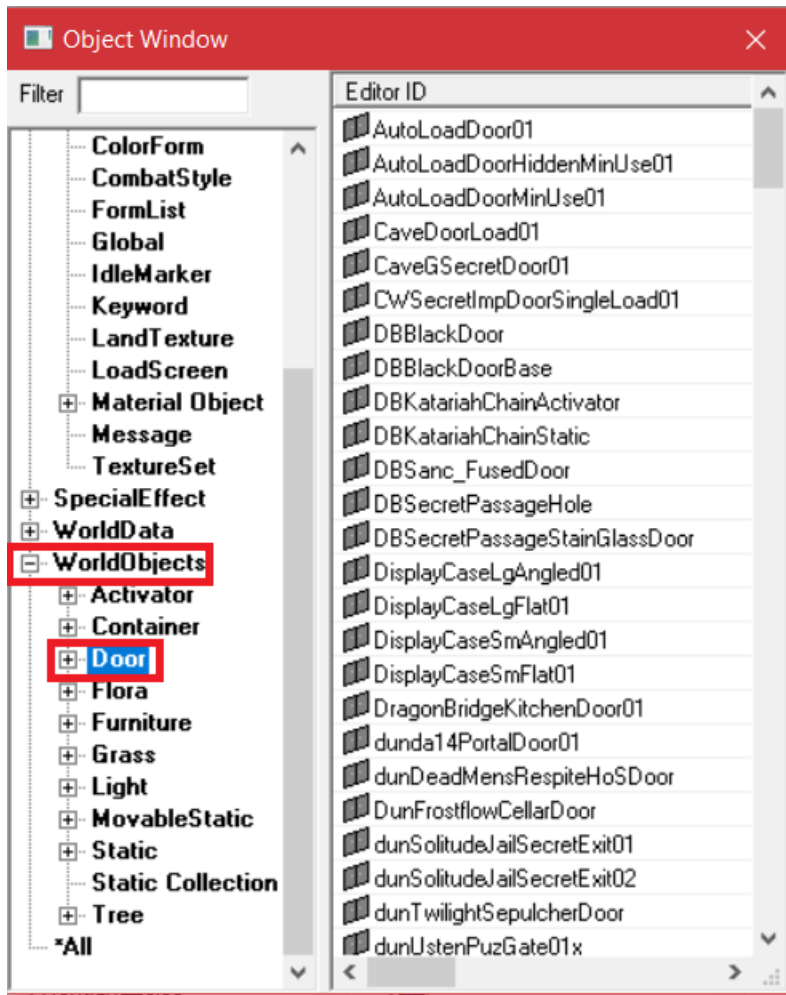 Object Window
Filter
ColorForm
CombatStyle
FormList
Global
IdleMarker
Keyword
LandTexture
LoadScreen
Material Object
Message
TextureSet
SpecialEffect
WorldData
WorldObjects
Activator
Container
Door
Flora
Furniture
Grass
Light
MovableStatic
Static
Static Collection
Tree
*All
Editor ID
AutoLoadDoor01
AutoLoadDoorHiddenMinUse01
AutoLoadDoorMinUse01
CaveDoorLoad01
CaveGSecretDoor01
CWSecretImpDoorSingleLoad01
DBBlackDoor
DBBlackDoorBase
DBKatariahChainActivator
DBKatariahChainStatic
DBSanc_FusedDoor
DBSecretPassageHole
DBSecretPassageStainGlassDoor
DisplayCaseLgAngled01
DisplayCaseLgFlat01
DisplayCaseSmAngled01
DisplayCaseSmFlat01
DragonBridgeKitchenDoor01
dunda14PortalDoor01
dunDeadMensRespiteHoSDoor
DunFrostflowCellarDoor
dunSolitudeJailSecretExit01
dunSolitudeJailSecretExit02
dunTwilightSepulcherDoor
dunUstenPuzGate01x